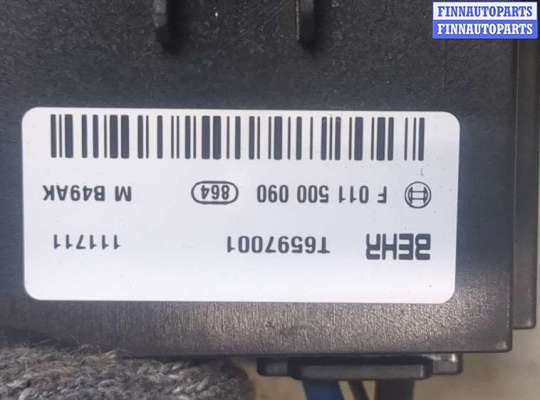 FINNAUTOPARTS
FINNAUTOPARTS
BEHR T6597001 111711
F 011 500 090 864 M B49AK